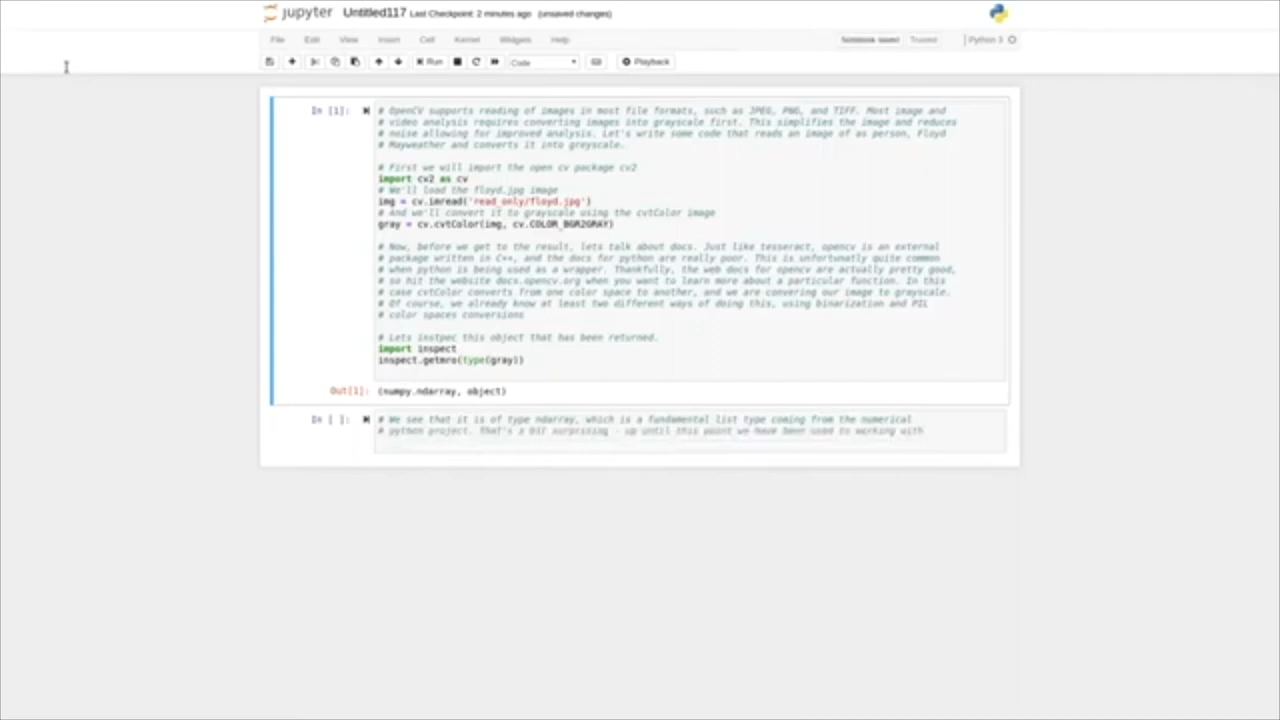 jupyter Untitled117 Last Checkpoint: 2 minutes ago (unsaved changes)
File Edit View Insert Cell Kernel Widgets Help Notebook saved Trusted Python 3
Run Code Playback
In [1]:
# OpenCV supports reading of images in most file formats, such as JPEG, PNG, and TIFF. Most image and
# video analysis requires converting images into grayscale first. This simplifies the image and reduces
# noise allowing for improved analysis. Let's write some code that reads an image of as person, Floyd
# Mayweather and converts it into greyscale.
# First we will import the open cv package cv2
import cv2 as cv
# We'll load the floyd.jpg image
img = cv.imread('read_only/floyd.jpg')
# And we'll convert it to grayscale using the cvtColor image
gray = cv.cvtColor(img, cv.COLOR_BGR2GRAY)
# Now, before we get to the result, lets talk about docs. Just like tesseract, opencv is an external
# package written in C++, and the docs for python are really poor. This is unfortunatly quite common
# when python is being used as a wrapper. Thankfully, the web docs for opencv are actually pretty good,
# so hit the website docs.opencv.org when you want to learn more about a particular function. In this
# case cvtColor converts from one color space to another, and we are convering our image to grayscale.
# Of course, we already know at least two different ways of doing this, using binarization and PIL
# color spaces conversions
# Lets instpec this object that has been returned.
import inspect
inspect.getmro(type(gray))
Out[1]: (numpy.ndarray, object)
In [ ]:
# We see that it is of type ndarray, which is a fundamental list type coming from the numerical
# python project. That's a bit surprising - up until this point we have been used to working with